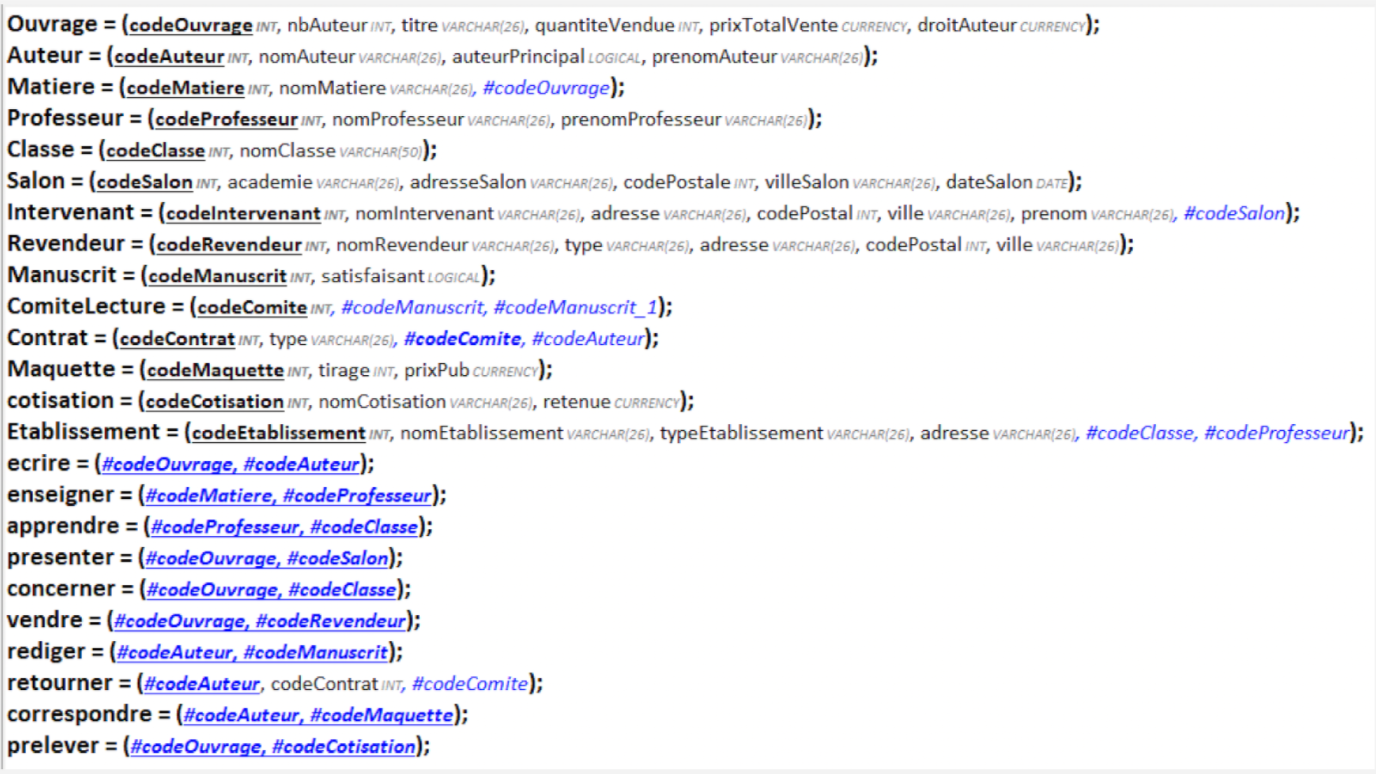 Ouvrage = (codeOuvrage INT, nbAuteur INT, titre VARCHAR(26), quantiteVendue INT, prixTotalVente CURRENCY, droitAuteur CURRENCY);
Auteur = (codeAuteur INT, nomAuteur VARCHAR(26), auteurPrincipal LOGICAL, prenomAuteur VARCHAR(26));
Matiere = (codeMatiere INT, nomMatiere VARCHAR(26), #codeOuvrage);
Professeur = (codeProfesseur INT, nomProfesseur VARCHAR(26), prenomProfesseur VARCHAR(26));
Classe = (codeClasse INT, nomClasse VARCHAR(50));
Salon = (codeSalon INT, academie VARCHAR(26), adresseSalon VARCHAR(26), codePostale INT, villeSalon VARCHAR(26), dateSalon DATE);
Intervenant = (codeIntervenant INT, nomIntervenant VARCHAR(26), adresse VARCHAR(26), codePostal INT, ville VARCHAR(26), prenom VARCHAR(26), #codeSalon);
Revendeur = (codeRevendeur INT, nomRevendeur VARCHAR(26), type VARCHAR(26), adresse VARCHAR(26), codePostal INT, ville VARCHAR(26));
Manuscrit = (codeManuscrit INT, satisfaisant LOGICAL);
ComiteLecture = (codeComite INT, #codeManuscrit, #codeManuscrit_1);
Contrat = (codeContrat INT, type VARCHAR(26), #codeComite, #codeAuteur);
Maquette = (codeMaquette INT, tirage INT, prixPub CURRENCY);
cotisation = (codeCotisation INT, nomCotisation VARCHAR(26), retenue CURRENCY);
Etablissement = (codeEtablissement INT, nomEtablissement VARCHAR(26), typeEtablissement VARCHAR(26), adresse VARCHAR(26), #codeClasse, #codeProfesseur);
ecrire = (#codeOuvrage, #codeAuteur);
enseigner = (#codeMatiere, #codeProfesseur);
apprendre = (#codeProfesseur, #codeClasse);
presenter = (#codeOuvrage, #codeSalon);
concerner = (#codeOuvrage, #codeClasse);
vendre = (#codeOuvrage, #codeRevendeur);
rediger = (#codeAuteur, #codeManuscrit);
retourner = (#codeAuteur, codeContrat INT, #codeComite);
correspondre = (#codeAuteur, #codeMaquette);
prelever = (#codeOuvrage, #codeCotisation);